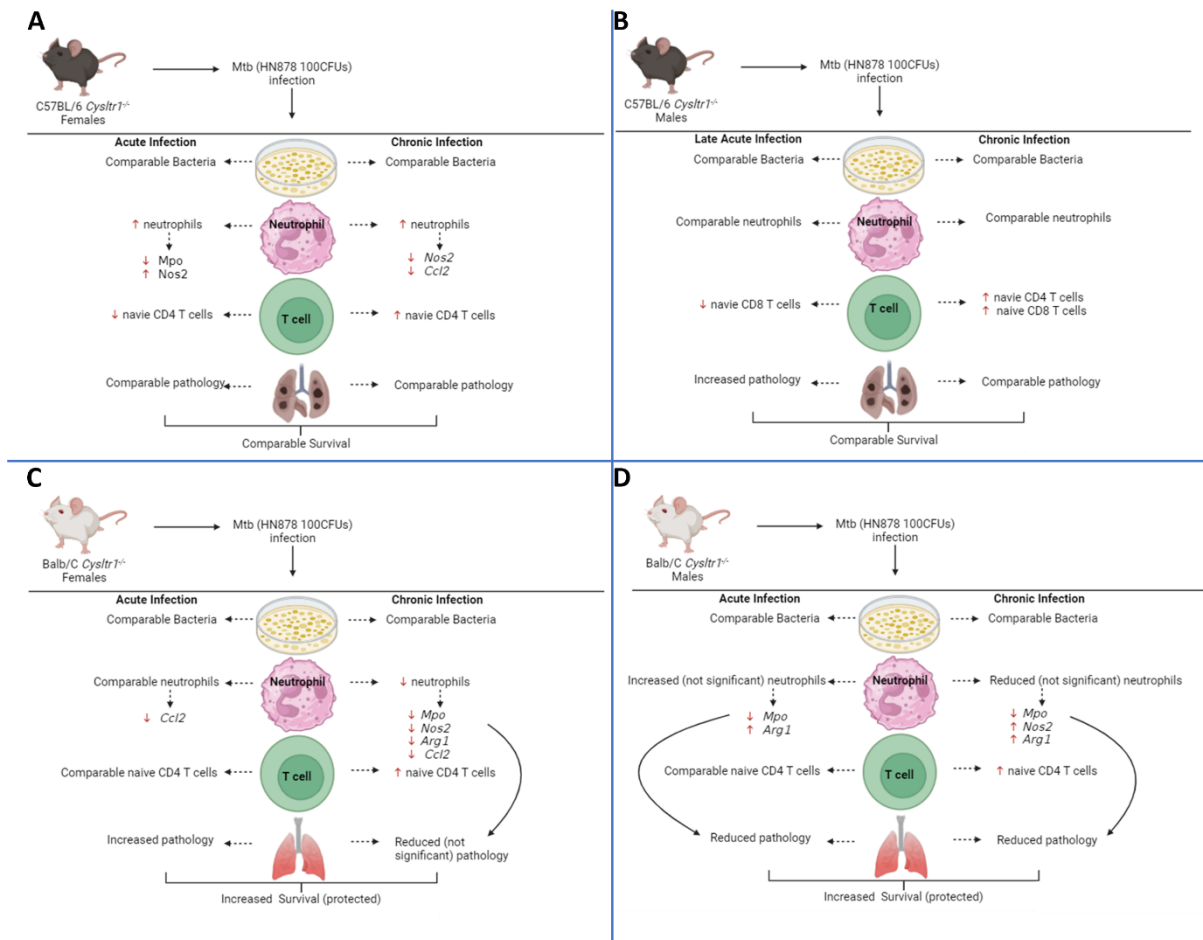 A
Mtb (HN878 100CFUs)
infection
C57BL/6 Cysltr1-/-
Females
Acute Infection
Chronic Infection
Comparable Bacteria
Comparable Bacteria
↑ neutrophils
Neutrophil
↑ neutrophils
↓ Mpo
↑ Nos2
↓ Nos2
↓ Ccl2
↓ navie CD4 T cells
T cell
↑ navie CD4 T cells
Comparable pathology
Comparable pathology
Comparable Survival
B
Mtb (HN878 100CFUs)
infection
C57BL/6 Cysltr1-/-
Males
Late Acute Infection
Chronic Infection
Comparable Bacteria
Comparable Bacteria
Comparable neutrophils
Neutrophil
Comparable neutrophils
↓ navie CD8 T cells
T cell
↑ navie CD4 T cells
↑ naive CD8 T cells
Increased pathology
Comparable pathology
Comparable Survival
C
Mtb (HN878 100CFUs)
infection
Balb/C Cysltr1-/-
Females
Acute Infection
Chronic Infection
Comparable Bacteria
Comparable Bacteria
Comparable neutrophils
Neutrophil
↓ neutrophils
↓ Ccl2
↓ Mpo
↓ Nos2
↓ Arg1
↓ Ccl2
Comparable naive CD4 T cells
T cell
↑ naive CD4 T cells
Increased pathology
Reduced (not
significant) pathology
Increased Survival (protected)
D
Mtb (HN878 100CFUs)
infection
Balb/C Cysltr1-/-
Males
Acute Infection
Chronic Infection
Comparable Bacteria
Comparable Bacteria
Increased (not significant) neutrophils
Neutrophil
Reduced (not significant) neutrophils
↓ Mpo
↑ Arg1
↓ Mpo
↑ Nos2
↑ Arg1
Comparable naive CD4 T cells
T cell
↑ naive CD4 T cells
Reduced pathology
Reduced pathology
Increased Survival (protected)